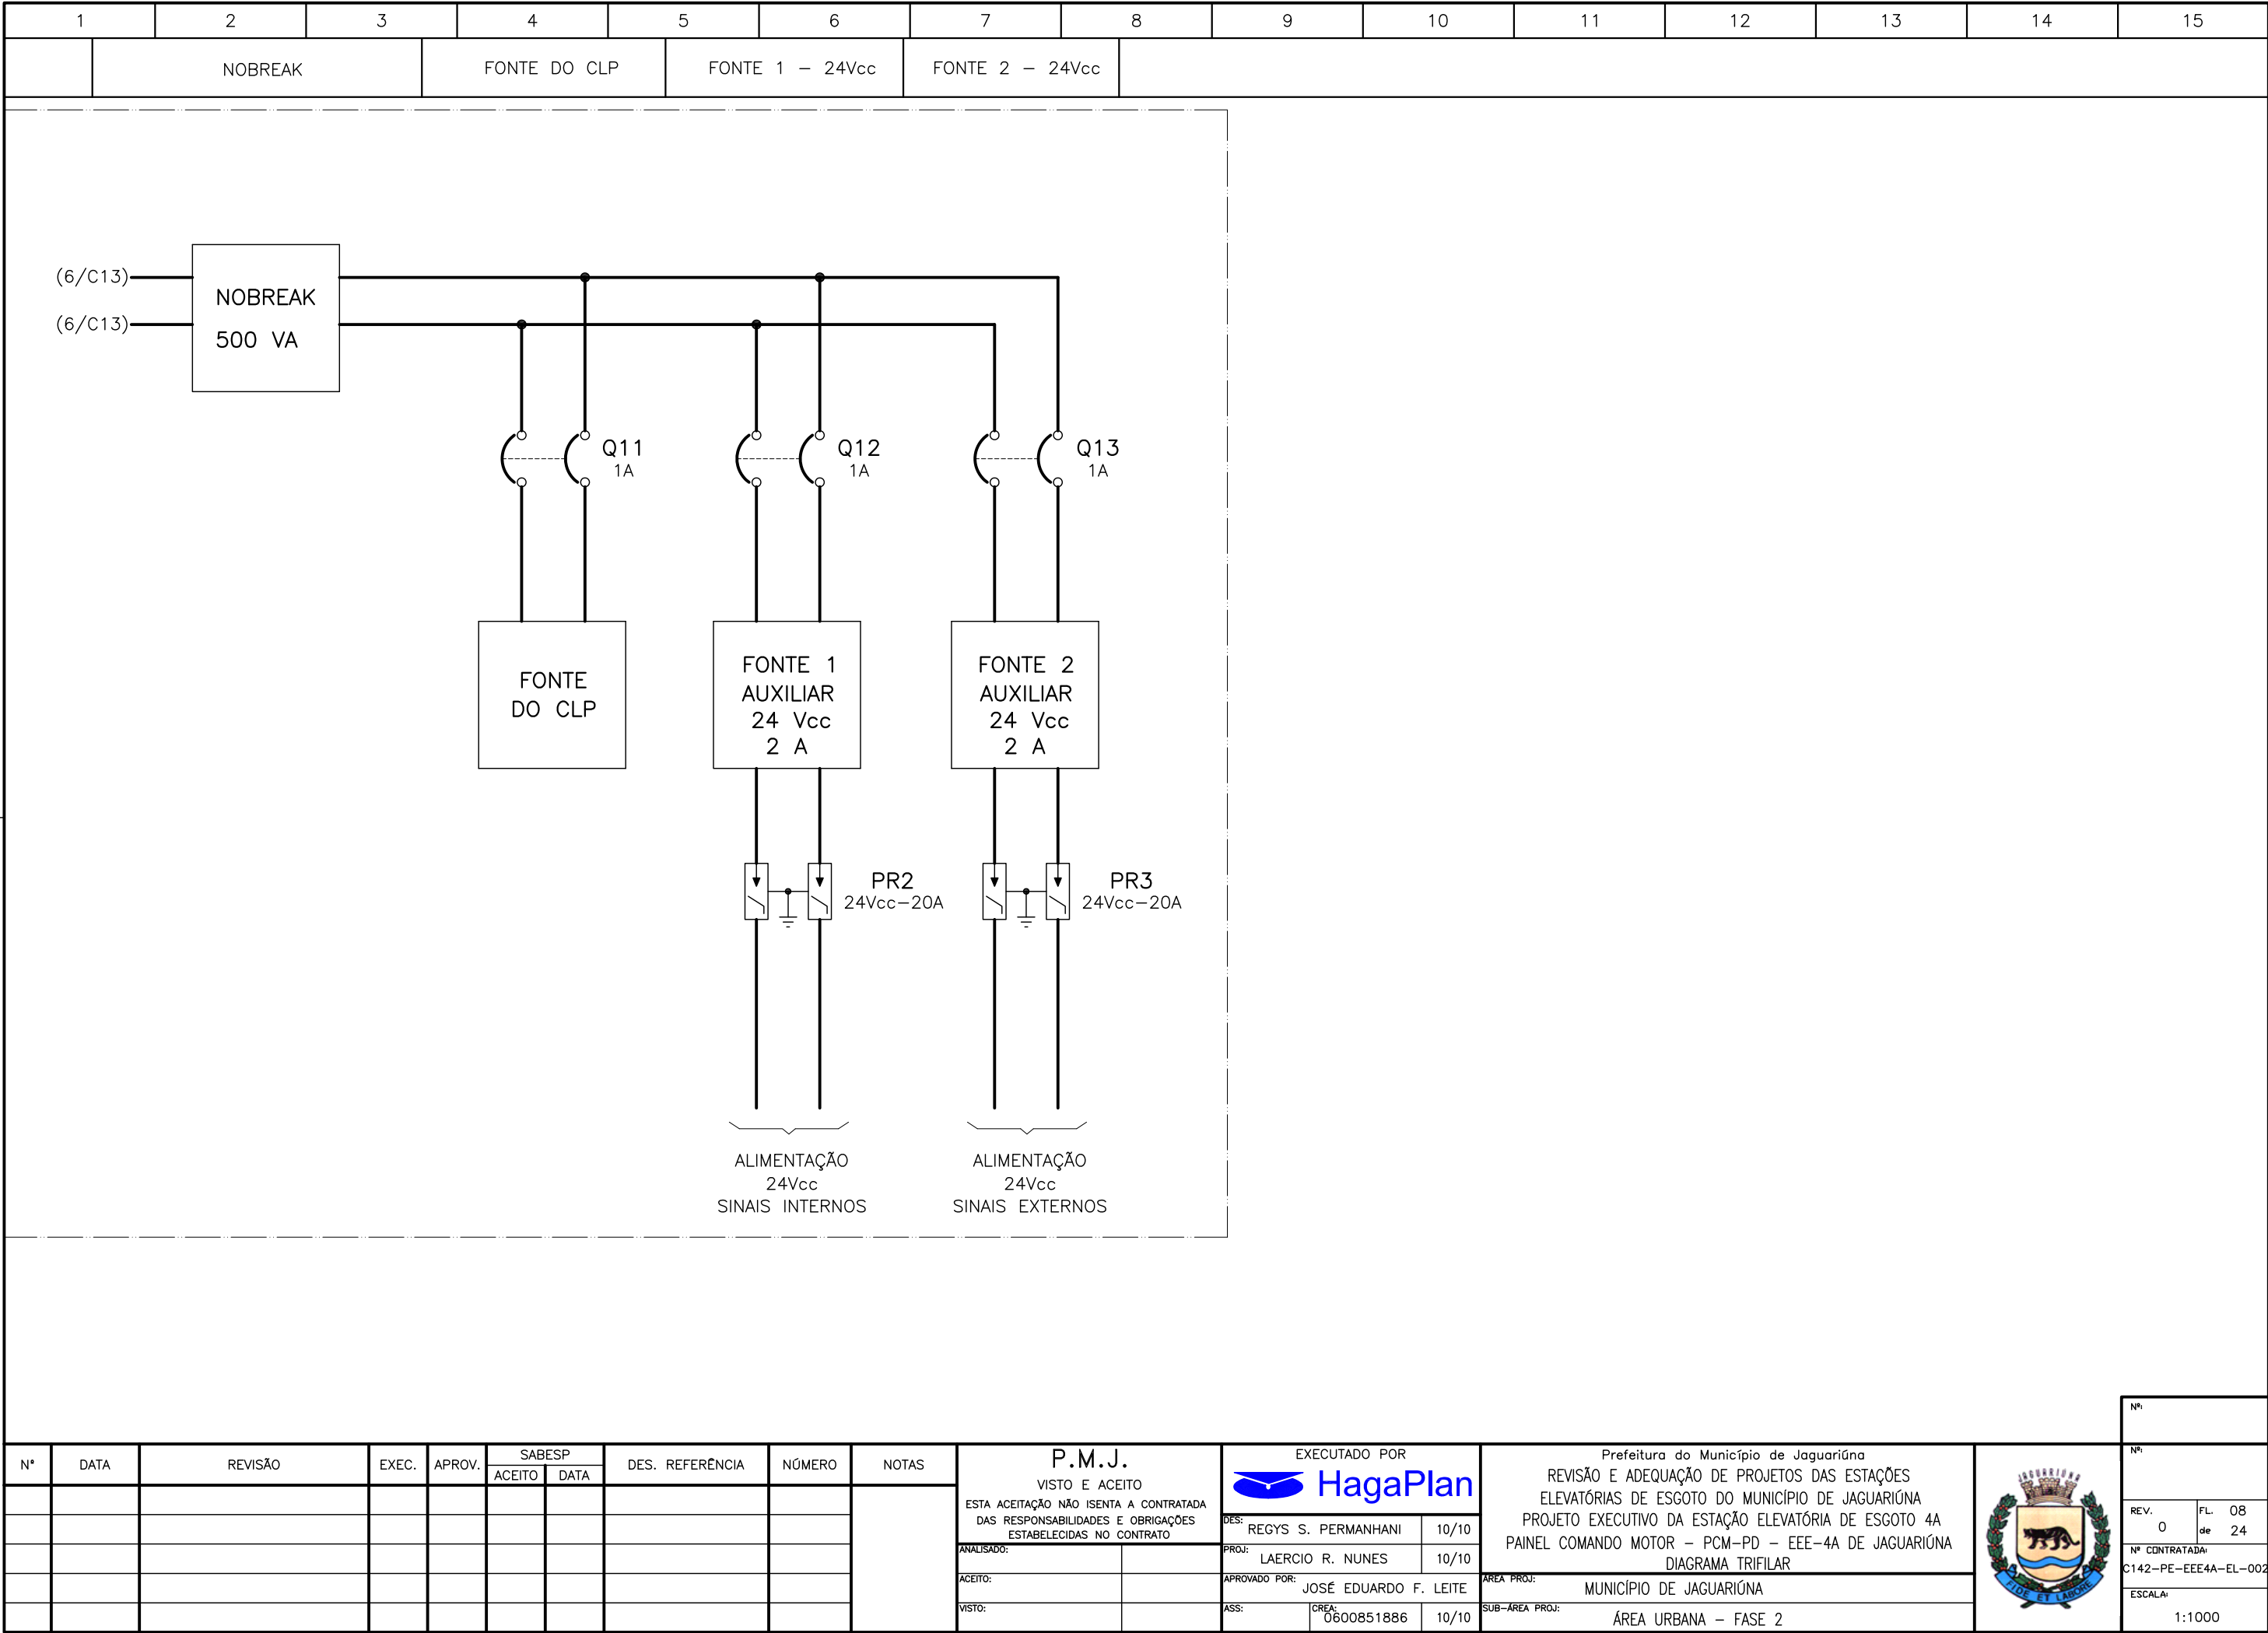 1 2 3 4 5 6 7 8 9 10 11 12 13 14 15
NOBREAK FONTE DO CLP FONTE 1 - 24Vcc FONTE 2 - 24Vcc
(6/C13)
(6/C13)
NOBREAK
500 VA
Q11
1A
Q12
1A
Q13
1A
FONTE
DO CLP
FONTE 1
AUXILIAR
24 Vcc
2 A
FONTE 2
AUXILIAR
24 Vcc
2 A
PR2
24Vcc-20A
PR3
24Vcc-20A
ALIMENTAÇÃO
24Vcc
SINAIS INTERNOS
ALIMENTAÇÃO
24Vcc
SINAIS EXTERNOS
N° DATA REVISÃO EXEC. APROV. SABESP DES. REFERÊNCIA NÚMERO NOTAS
ACEITO DATA
P.M.J.
VISTO E ACEITO
ESTA ACEITAÇÃO NÃO ISENTA A CONTRATADA
DAS RESPONSABILIDADES E OBRIGAÇÕES
ESTABELECIDAS NO CONTRATO
ANALISADO:
ACEITO:
VISTO:
EXECUTADO POR
HagaPlan
DES: REGYS S. PERMANHANI 10/10
PROJ: LAERCIO R. NUNES 10/10
APROVADO POR: JOSÉ EDUARDO F. LEITE
ASS: CREA: 0600851886 10/10
Prefeitura do Município de Jaguariúna
REVISÃO E ADEQUAÇÃO DE PROJETOS DAS ESTAÇÕES
ELEVATÓRIAS DE ESGOTO DO MUNICÍPIO DE JAGUARIÚNA
PROJETO EXECUTIVO DA ESTAÇÃO ELEVATÓRIA DE ESGOTO 4A
PAINEL COMANDO MOTOR - PCM-PD - EEE-4A DE JAGUARIÚNA
DIAGRAMA TRIFILAR
ÁREA PROJ: MUNICÍPIO DE JAGUARIÚNA
SUB-ÁREA PROJ: ÁREA URBANA - FASE 2
JAGUARIÚNA
FIDE ET LABORE
Nº:
Nº:
REV. 0
FL. 08
de 24
Nº CONTRATADA:
C142-PE-EEE4A-EL-002
ESCALA:
1:1000